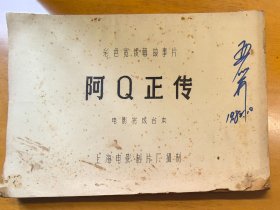 彩色宽银幕故事片
阿Q正传
电影完成台本
上海电影制片厂摄制